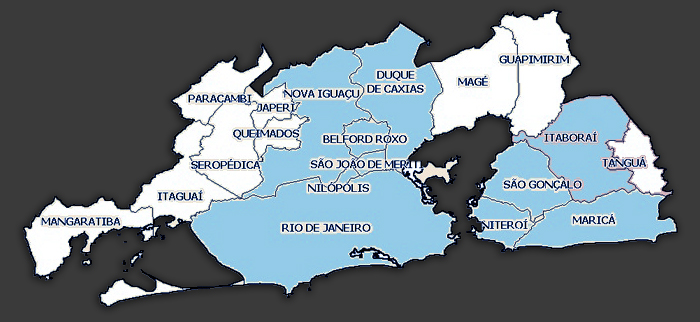 GUAPIMIRIM
DUQUE
DE CAXIAS
MAGÉ
NOVA IGUAÇU
PARACAMBI
JAPERI
QUEIMADOS
BELFORD ROXO
ITABORAÍ
SEROPÉDICA
SÃO JOÃO DE MERITI
TANGUÁ
NILÓPOLIS
SÃO GONÇALO
ITAGUAÍ
MANGARATIBA
RIO DE JANEIRO
NITERÓI
MARICÁ